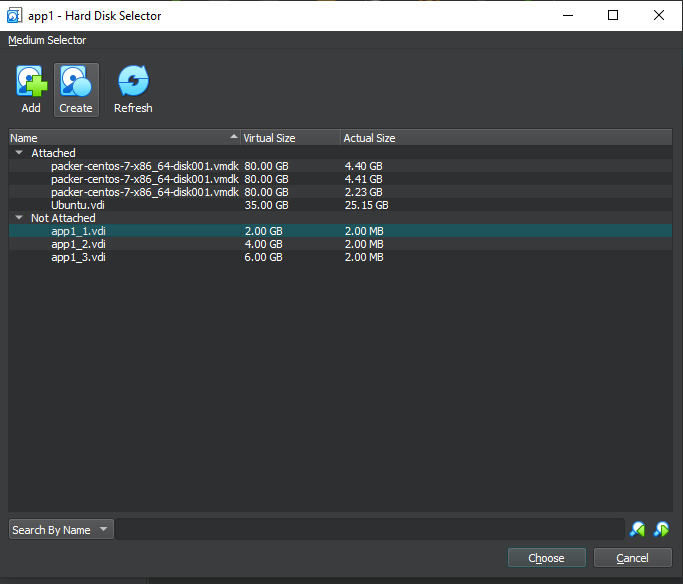 app1 - Hard Disk Selector
Medium Selector
Add Create Refresh
Name Virtual Size Actual Size
Attached
packer-centos-7-x86_64-disk001.vmdk 80.00 GB 4.40 GB
packer-centos-7-x86_64-disk001.vmdk 80.00 GB 4.41 GB
packer-centos-7-x86_64-disk001.vmdk 80.00 GB 2.23 GB
Ubuntu.vdi 35.00 GB 25.15 GB
Not Attached
app1_1.vdi 2.00 GB 2.00 MB
app1_2.vdi 4.00 GB 2.00 MB
app1_3.vdi 6.00 GB 2.00 MB
Search By Name
Choose Cancel